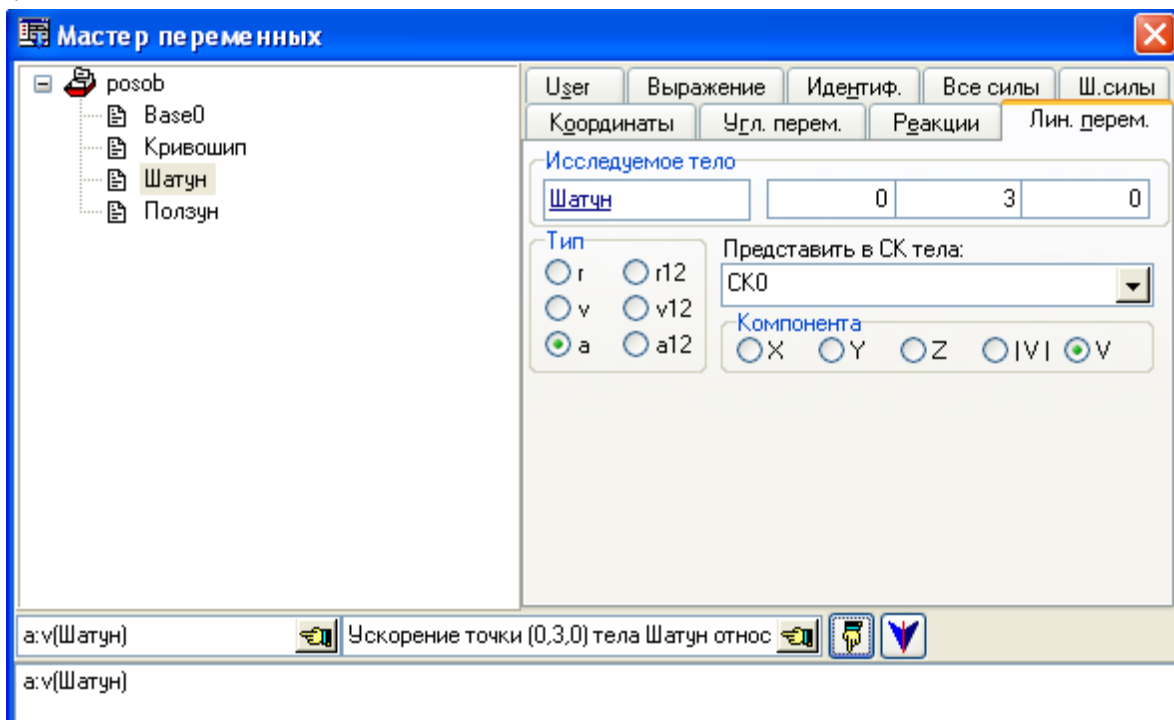 Мастер переменных
posob
Base0
Кривошип
Шатун
Ползун
User Выражение Идентиф. Все силы Ш.силы
Координаты Угл. перем. Реакции Лин. перем.
Исследуемое тело
Шатун 0 3 0
Тип
r r12
v v12
a a12
Представить в СК тела:
СК0
Компонента
X Y Z |V| V
a:v(Шатун) Ускорение точки (0,3,0) тела Шатун относ
a:v(Шатун)